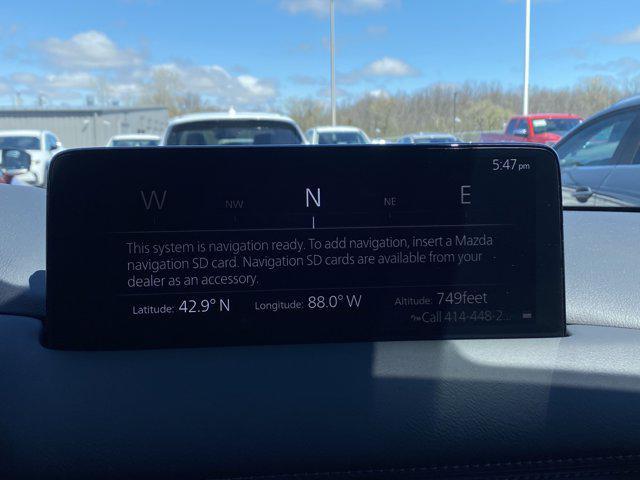 5:47pm
W NW N NE E
This system is navigation ready. To add navigation, insert a Mazda
navigation SD card. Navigation SD cards are available from your
dealer as an accessory.
Latitude: 42.9° N Longitude: 88.0° W Altitude: 749feet
Call 414-448-2...